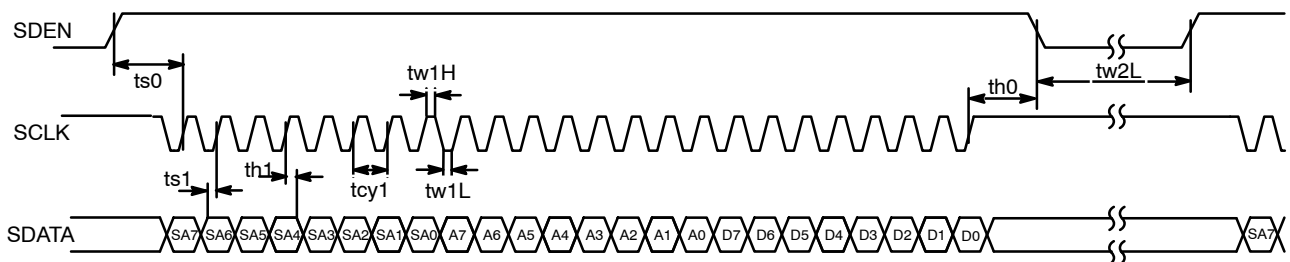 SDEN
ts0
tw1H
th0
tw2L
SCLK
ts1
th1
tcy1
tw1L
SDATA
SA7 SA6 SA5 SA4 SA3 SA2 SA1 SA0 A7 A6 A5 A4 A3 A2 A1 A0 D7 D6 D5 D4 D3 D2 D1 D0 SA7